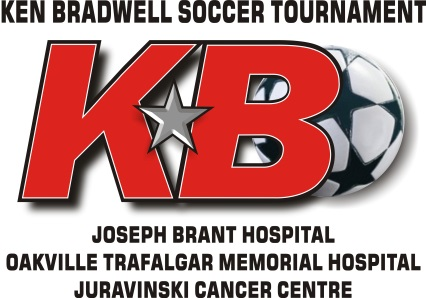 KEN BRADWELL SOCCER TOURNAMENT
KB
JOSEPH BRANT HOSPITAL
OAKVILLE TRAFALGAR MEMORIAL HOSPITAL
JURAVINSKI CANCER CENTRE